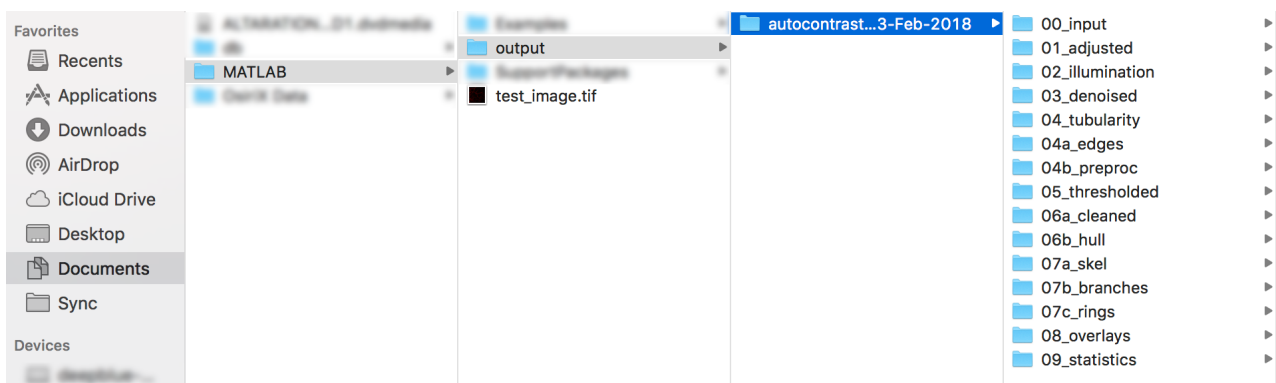 Favorites
Recents
Applications
Downloads
AirDrop
iCloud Drive
Desktop
Documents
Sync
Devices
MATLAB
output
test_image.tif
autocontrast...3-Feb-2018
00_input
01_adjusted
02_illumination
03_denoised
04_tubularity
04a_edges
04b_preproc
05_thresholded
06a_cleaned
06b_hull
07a_skel
07b_branches
07c_rings
08_overlays
09_statistics